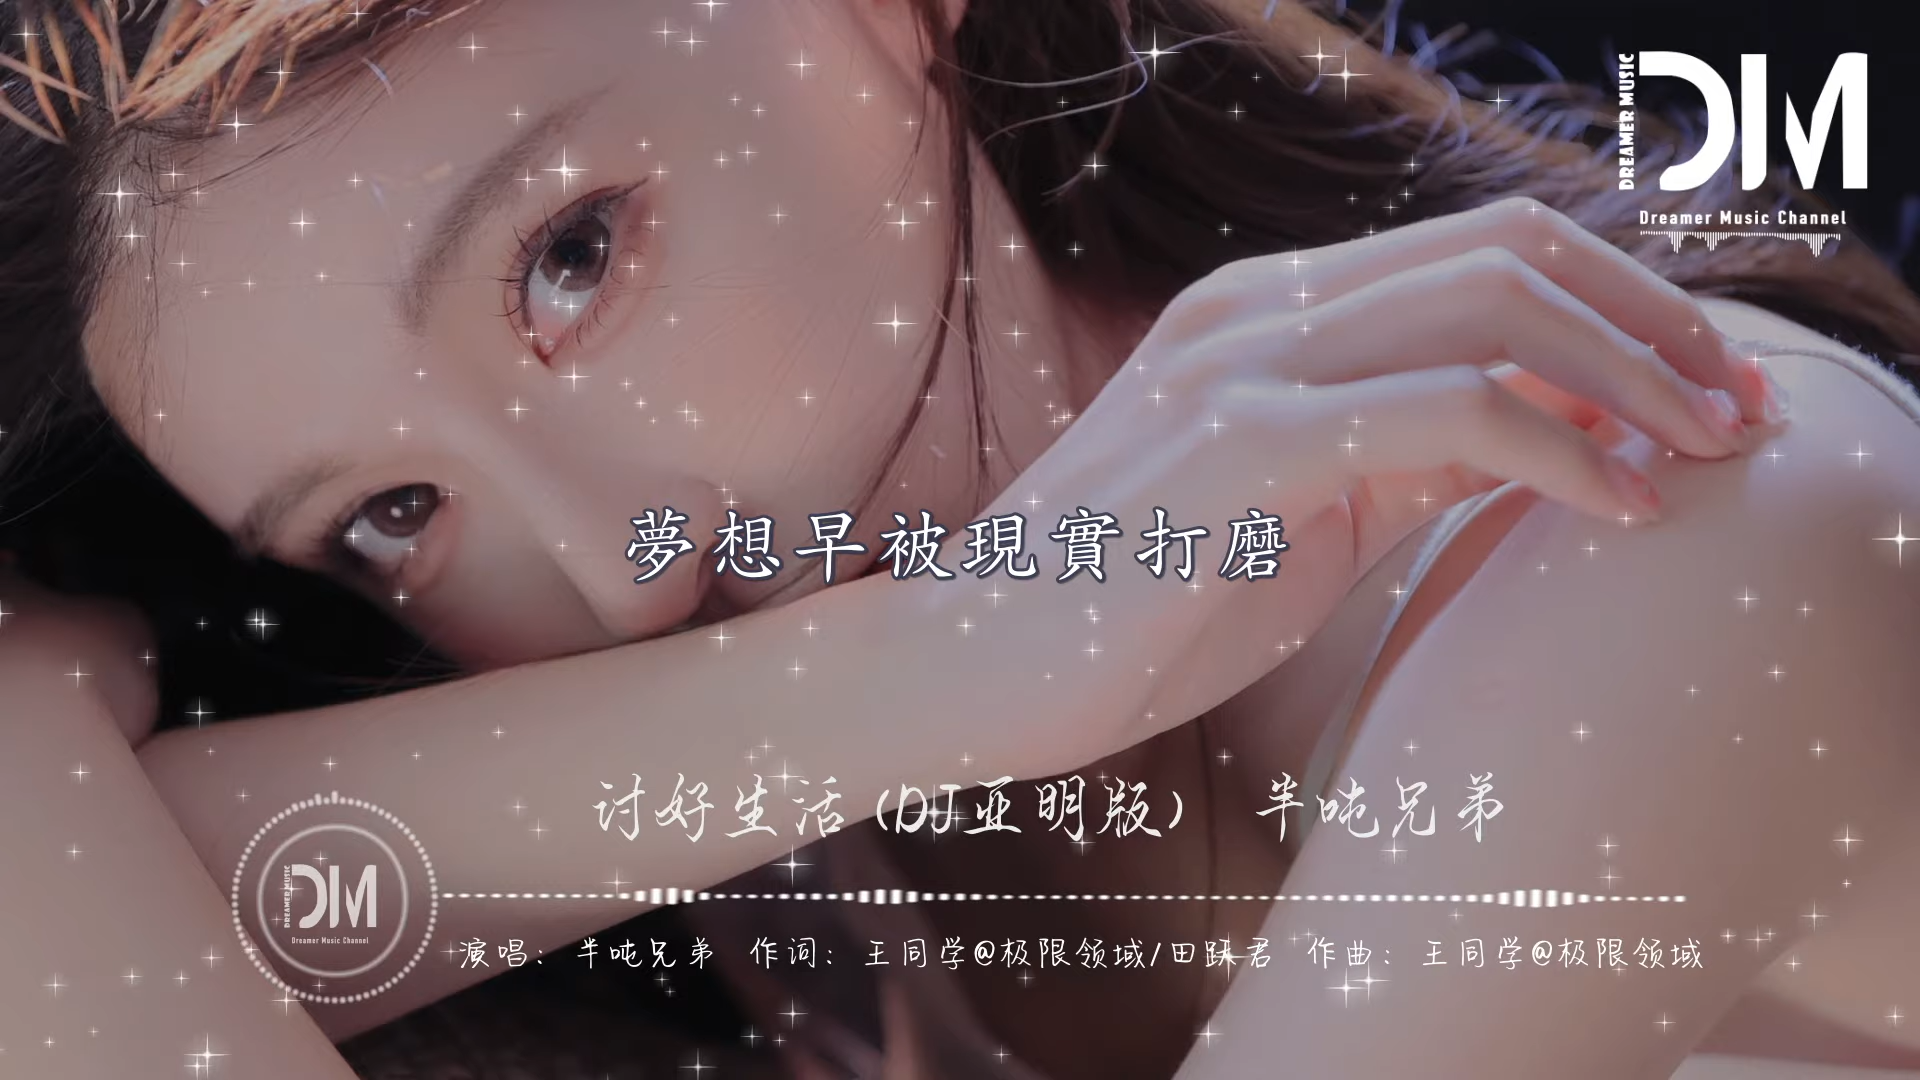 DREAMER MUSIC
DM
Dreamer Music Channel
夢想早被現實打磨
讨好生活 (DJ亚明版) 半吨兄弟
DREAMER MUSIC
DM
Dreamer Music Channel
演唱：半吨兄弟 作词：王同学@极限领域/田跃君 作曲：王同学@极限领域